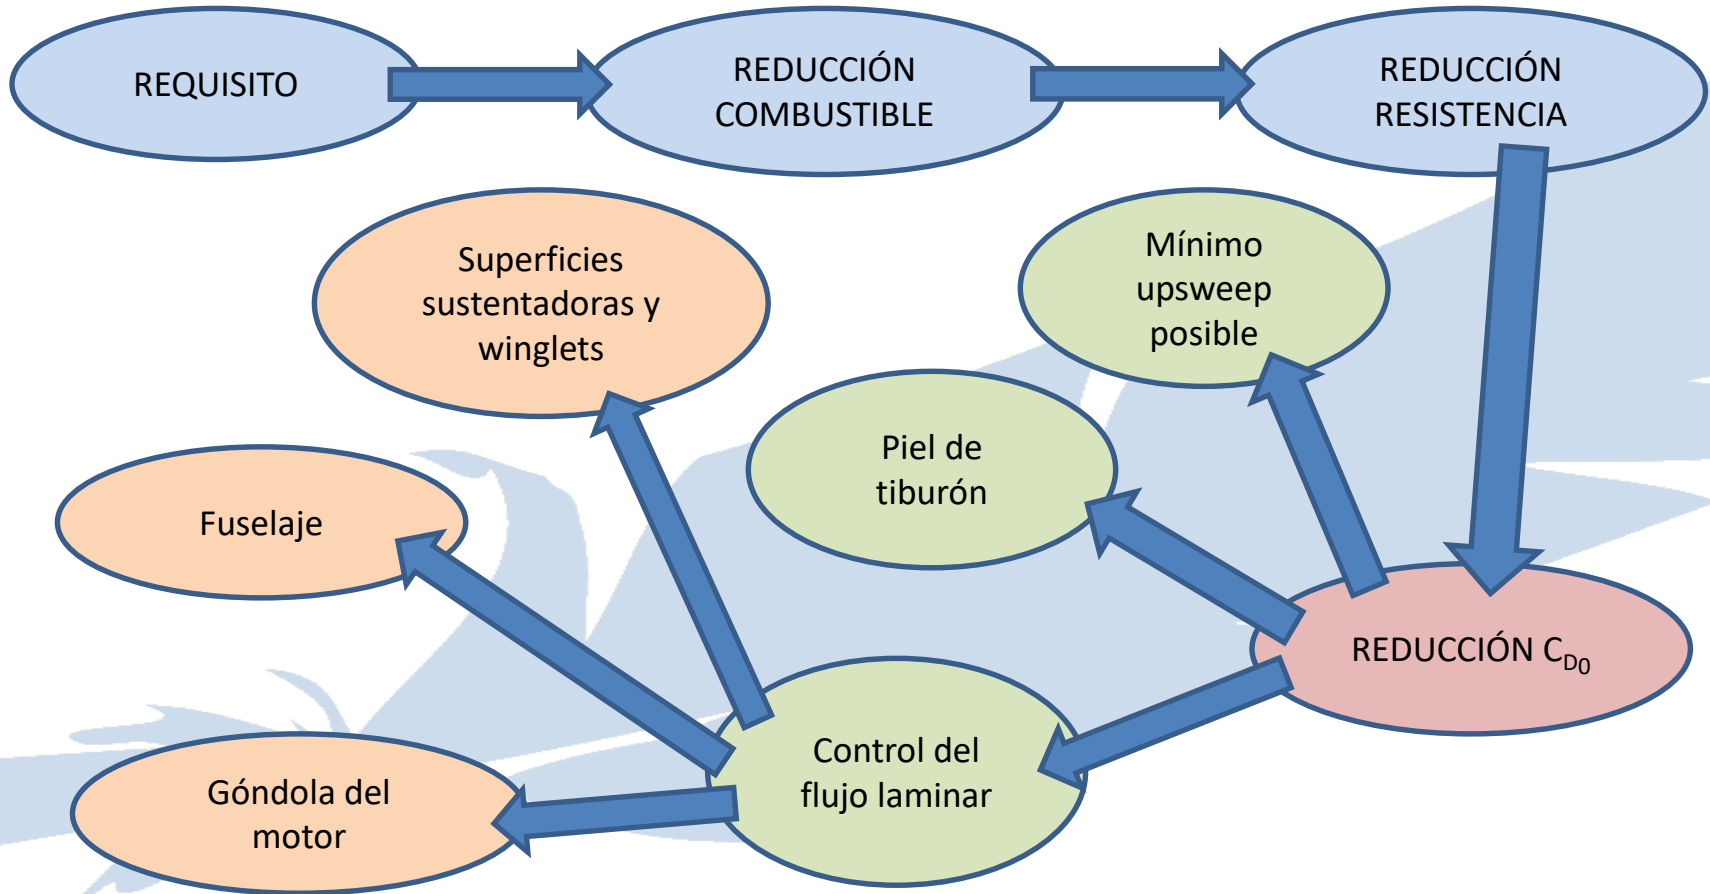 REQUISITO
REDUCCIÓN
COMBUSTIBLE
REDUCCIÓN
RESISTENCIA
Superficies
sustentadoras y
winglets
Mínimo
upsweep
posible
Piel de
tiburón
Fuselaje
REDUCCIÓN C_D0
Control del
flujo laminar
Góndola del
motor